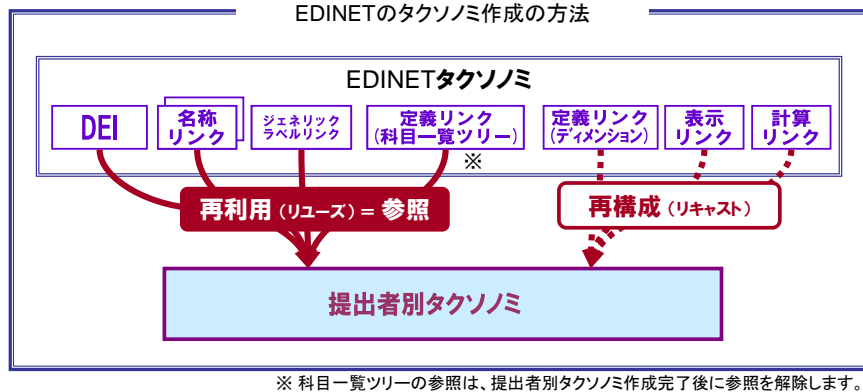 EDINETのタクソノミ作成の方法
EDINETタクソノミ
DEI
名称
リンク
ジェネリック
ラベルリンク
定義リンク
(科目一覧ツリー)
※
定義リンク
(ディメンション)
表示
リンク
計算
リンク
再利用(リユーズ)= 参照
再構成(リキャスト)
提出者別タクソノミ
※ 科目一覧ツリーの参照は、提出者別タクソノミ作成完了後に参照を解除します。